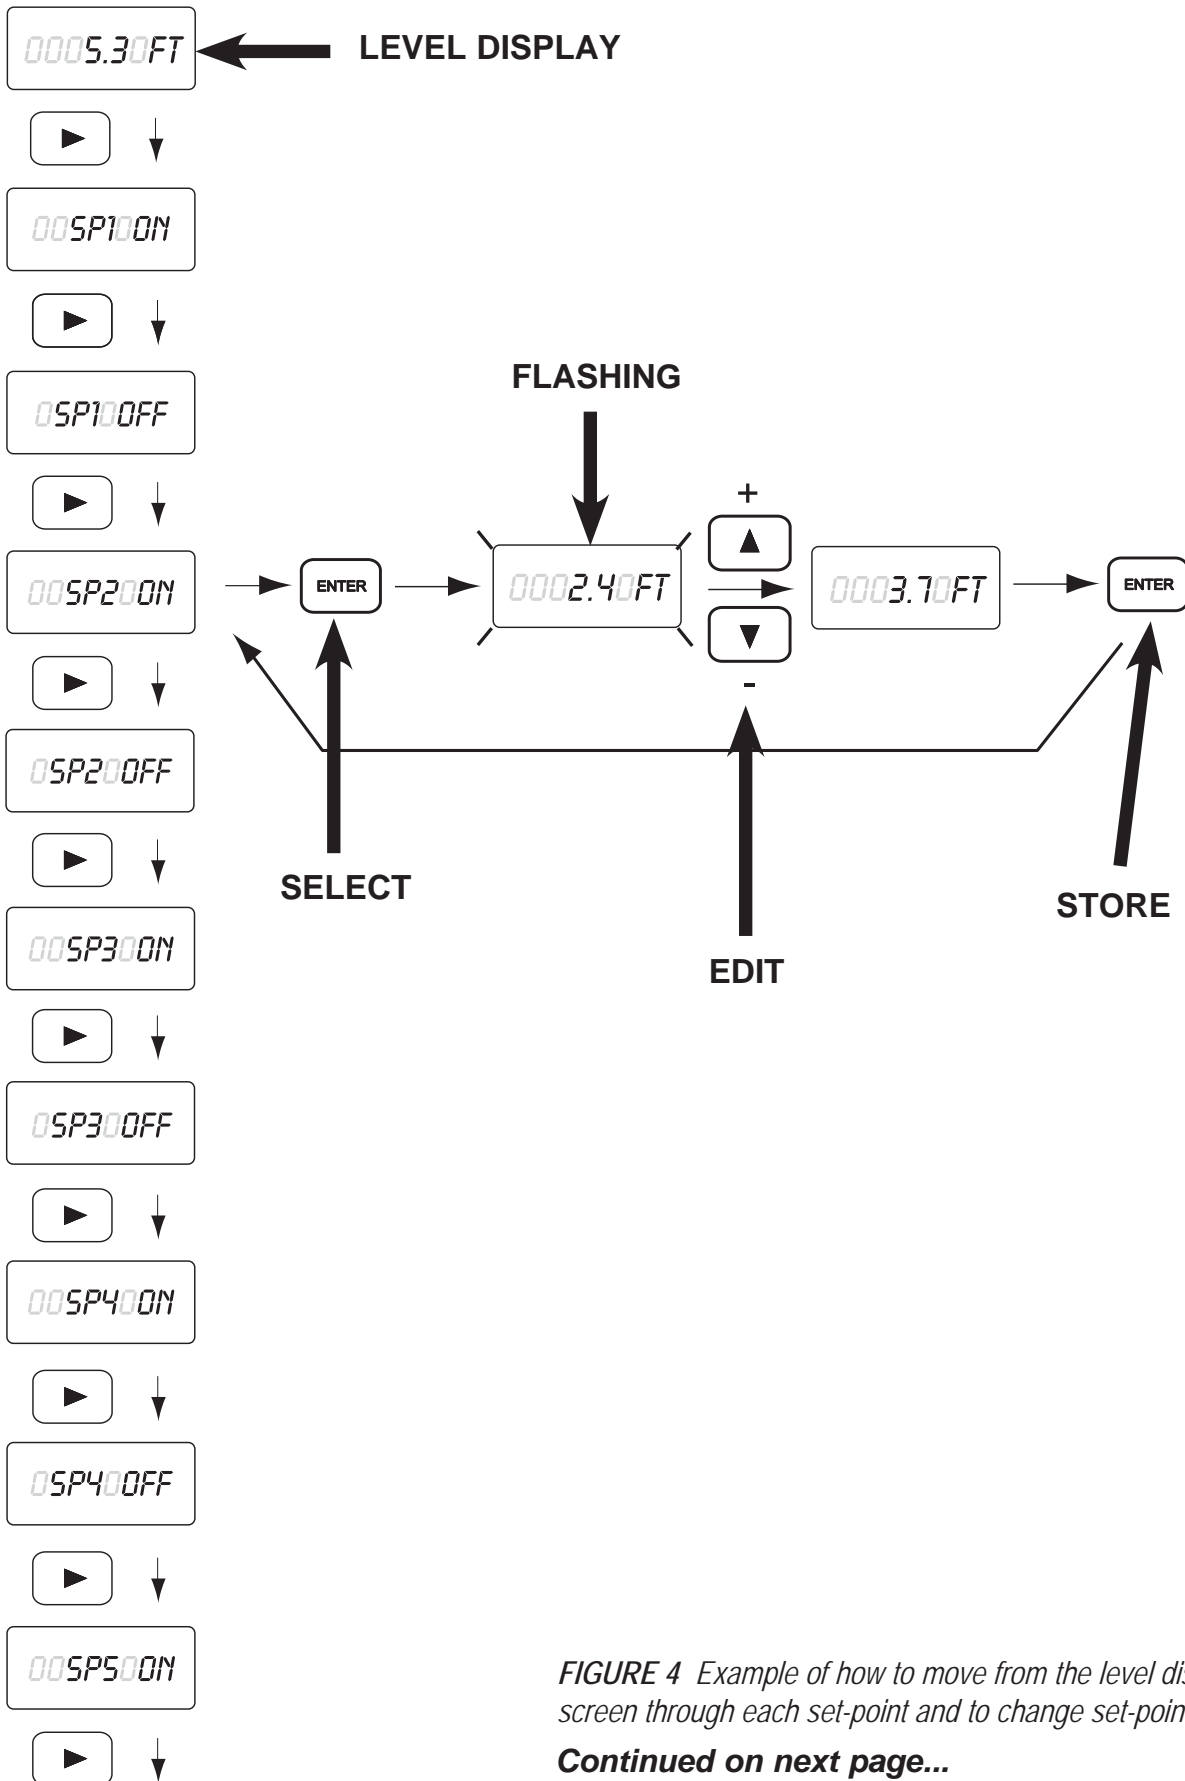 0005.30FT
LEVEL DISPLAY
00SP100N
FLASHING
0SP100FF
+
ENTER
0002.40FT
0003.70FT
ENTER
00SP200N
-
0SP200FF
SELECT
STORE
EDIT
00SP300N
0SP300FF
00SP400N
0SP400FF
00SP500N
FIGURE 4 Example of how to move from the level dis
screen through each set-point and to change set-poin
Continued on next page...